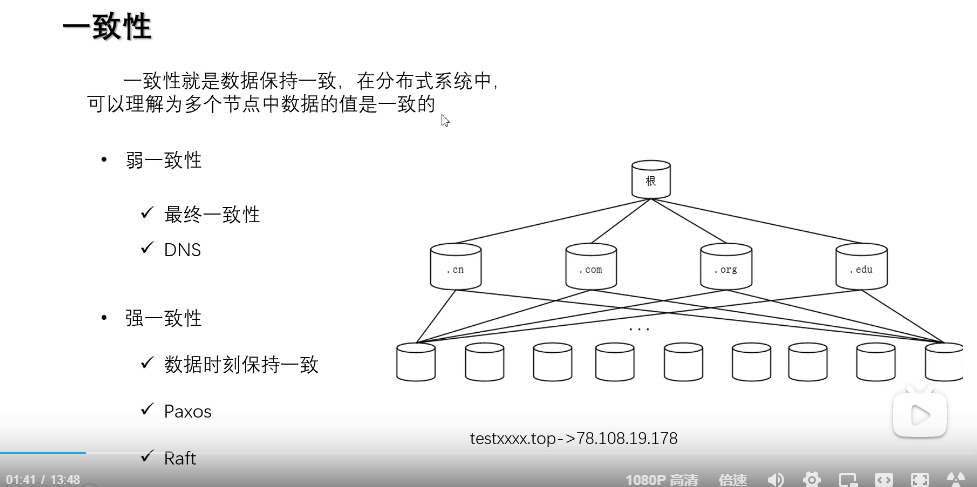 一致性
一致性就是数据保持一致，在分布式系统中，
可以理解为多个节点中数据的值是一致的
• 弱一致性
✓ 最终一致性
✓ DNS
• 强一致性
✓ 数据时刻保持一致
✓ Paxos
✓ Raft
根
.cn
.com
.org
.edu
...
testxxxx.top->78.108.19.178
01:41 / 13:48
1080P 高清
倍速